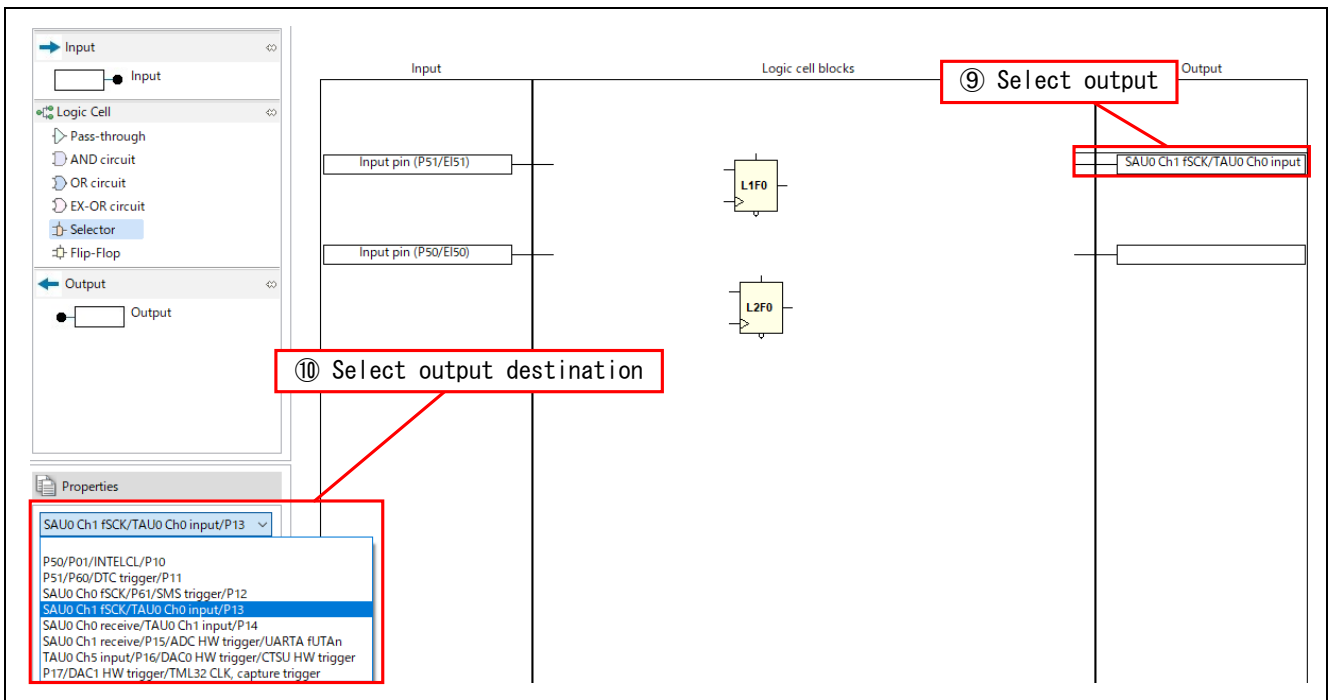 Input
Input
Logic Cell
Pass-through
AND circuit
OR circuit
EX-OR circuit
Selector
Flip-Flop
Output
Output
Properties
SAU0 Ch1 fSCK/TAU0 Ch0 input/P13
P50/P01/INTELCL/P10
P51/P60/DTC trigger/P11
SAU0 Ch0 fSCK/P61/SMS trigger/P12
SAU0 Ch1 fSCK/TAU0 Ch0 input/P13
SAU0 Ch0 receive/TAU0 Ch1 input/P14
SAU0 Ch1 receive/P15/ADC HW trigger/UARTA fUTAn
TAU0 Ch5 input/P16/DAC0 HW trigger/CTSU HW trigger
P17/DAC1 HW trigger/TML32 CLK, capture trigger
⑩ Select output destination
Input
Logic cell blocks
Output
⑨ Select output
Input pin (P51/EI51)
L1F0
SAU0 Ch1 fSCK/TAU0 Ch0 input
Input pin (P50/EI50)
L2F0